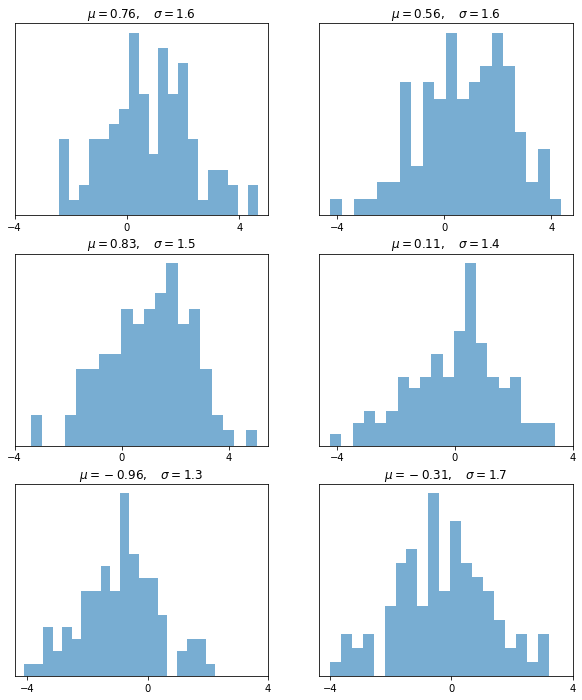 μ = 0.76, σ = 1.6
−4 0 4
μ = 0.56, σ = 1.6
−4 0 4
μ = 0.83, σ = 1.5
−4 0 4
μ = 0.11, σ = 1.4
−4 0 4
μ = −0.96, σ = 1.3
−4 0 4
μ = −0.31, σ = 1.7
−4 0 4